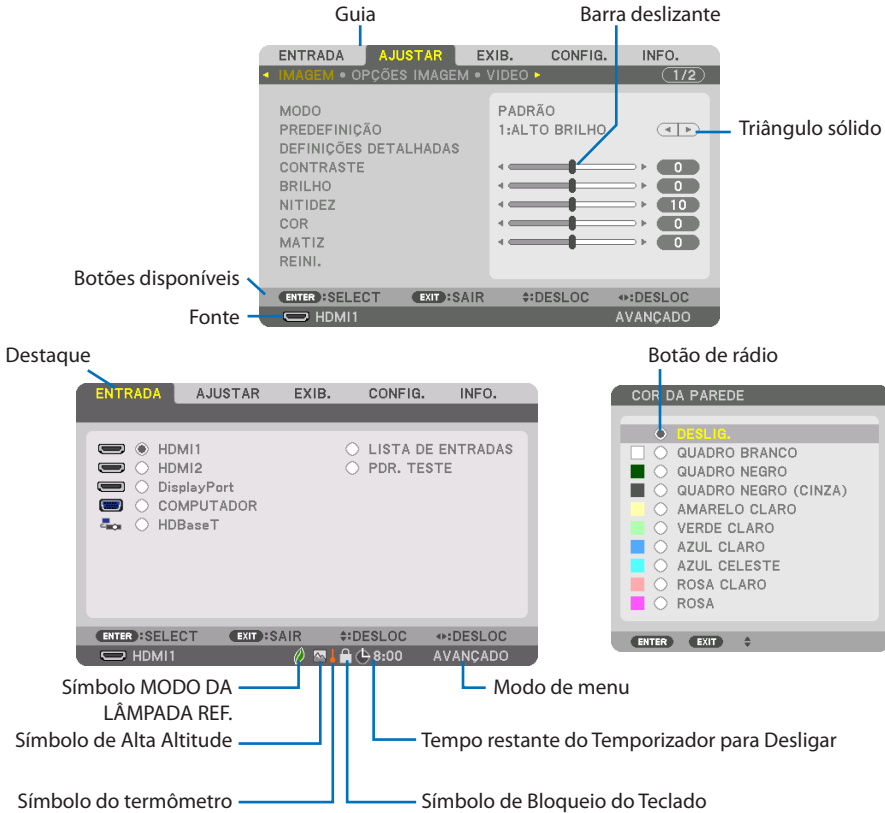 Guia
Barra deslizante
ENTRADA AJUSTAR EXIB. CONFIG. INFO.
IMAGEM • OPÇÕES IMAGEM • VIDEO 1/2
MODO PADRÃO
PREDEFINIÇÃO 1:ALTO BRILHO
Triângulo sólido
DEFINIÇÕES DETALHADAS
CONTRASTE 0
BRILHO 0
NITIDEZ 10
COR 0
MATIZ 0
REINI.
Botões disponíveis
ENTER:SELECT EXIT:SAIR :DESLOC :DESLOC
Fonte
HDMI1 AVANÇADO
Destaque
ENTRADA AJUSTAR EXIB. CONFIG. INFO.
HDMI1 LISTA DE ENTRADAS
HDMI2 PDR. TESTE
DisplayPort
COMPUTADOR
HDBaseT
ENTER:SELECT EXIT:SAIR :DESLOC :DESLOC
HDMI1 8:00 AVANÇADO
Botão de rádio
COR DA PAREDE
DESLIG.
QUADRO BRANCO
QUADRO NEGRO
QUADRO NEGRO (CINZA)
AMARELO CLARO
VERDE CLARO
AZUL CLARO
AZUL CELESTE
ROSA CLARO
ROSA
ENTER EXIT
Símbolo MODO DA
LÂMPADA REF.
Modo de menu
Símbolo de Alta Altitude
Tempo restante do Temporizador para Desligar
Símbolo do termômetro
Símbolo de Bloqueio do Teclado